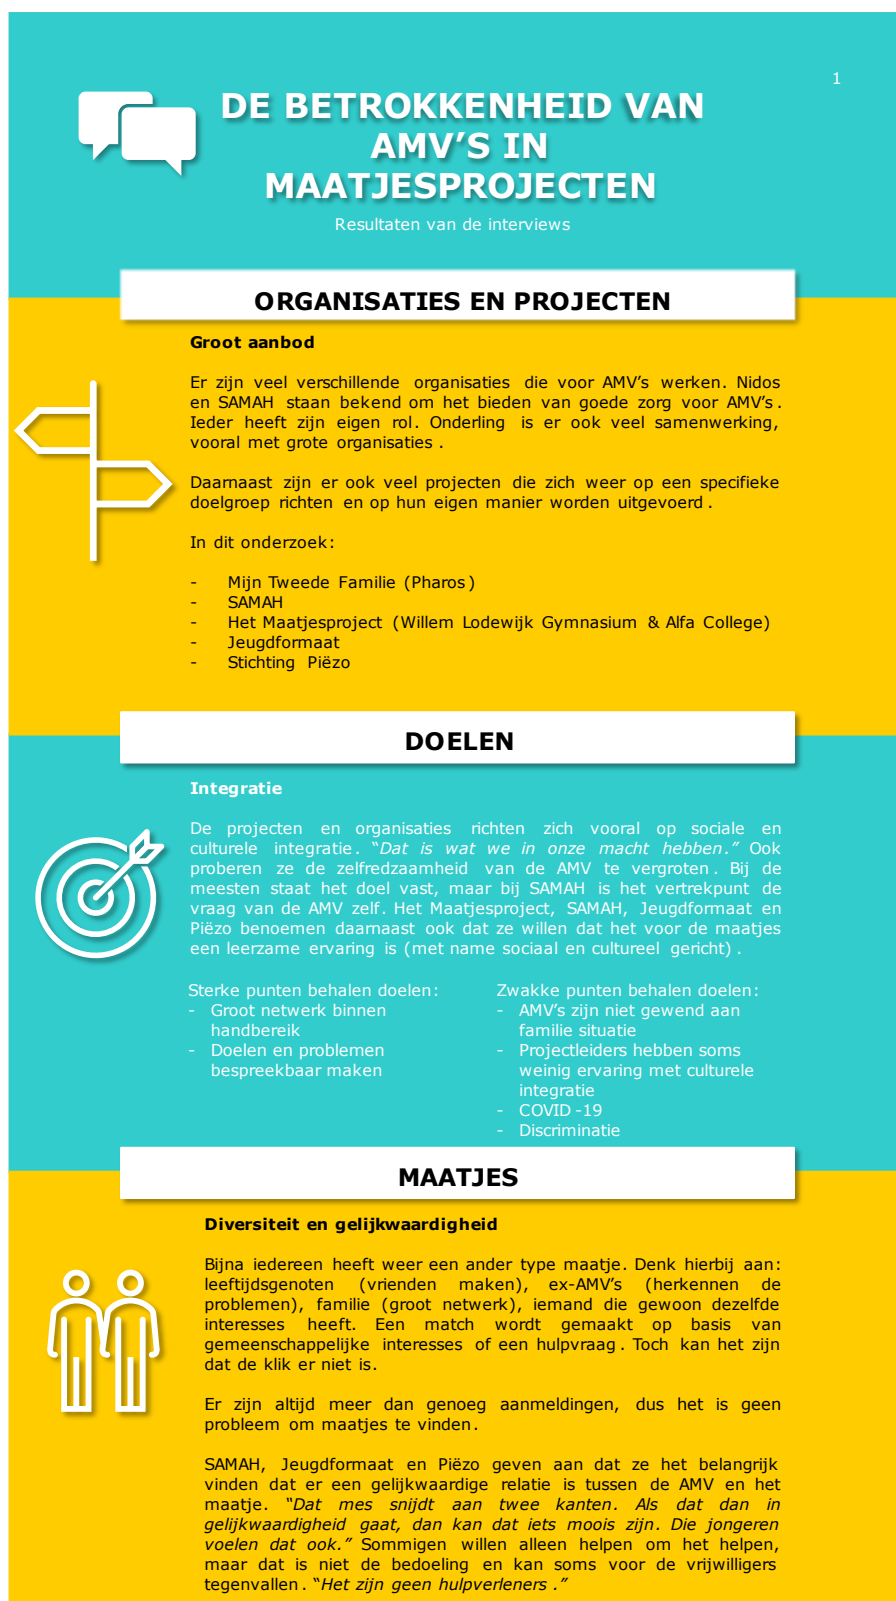 1
DE BETROKKENHEID VAN
AMV'S IN
MAATJESPROJECTEN
Resultaten van de interviews
ORGANISATIES EN PROJECTEN
Groot aanbod
Er zijn veel verschillende organisaties die voor AMV's werken. Nidos
en SAMAH staan bekend om het bieden van goede zorg voor AMV's.
Ieder heeft zijn eigen rol. Onderling is er ook veel samenwerking,
vooral met grote organisaties.
Daarnaast zijn er ook veel projecten die zich weer op een specifieke
doelgroep richten en op hun eigen manier worden uitgevoerd.
In dit onderzoek:
- Mijn Tweede Familie (Pharos)
- SAMAH
- Het Maatjesproject (Willem Lodewijk Gymnasium & Alfa College)
- Jeugdformaat
- Stichting Piëzo
DOELEN
Integratie
De projecten en organisaties richten zich vooral op sociale en
culturele integratie. "Dat is wat we in onze macht hebben." Ook
proberen ze de zelfredzaamheid van de AMV te vergroten. Bij de
meesten staat het doel vast, maar bij SAMAH is het vertrekpunt de
vraag van de AMV zelf. Het Maatjesproject, SAMAH, Jeugdformaat en
Piëzo benoemen daarnaast ook dat ze willen dat het voor de maatjes
een leerzame ervaring is (met name sociaal en cultureel gericht).
Sterke punten behalen doelen:
- Groot netwerk binnen
handbereik
- Doelen en problemen
bespreekbaar maken
Zwakke punten behalen doelen:
- AMV's zijn niet gewend aan
familie situatie
- Projectleiders hebben soms
weinig ervaring met culturele
integratie
- COVID-19
- Discriminatie
MAATJES
Diversiteit en gelijkwaardigheid
Bijna iedereen heeft weer een ander type maatje. Denk hierbij aan:
leeftijdsgenoten (vrienden maken), ex-AMV's (herkennen de
problemen), familie (groot netwerk), iemand die gewoon dezelfde
interesses heeft. Een match wordt gemaakt op basis van
gemeenschappelijke interesses of een hulpvraag. Toch kan het zijn
dat de klik er niet is.
Er zijn altijd meer dan genoeg aanmeldingen, dus het is geen
probleem om maatjes te vinden.
SAMAH, Jeugdformaat en Piëzo geven aan dat ze het belangrijk
vinden dat er een gelijkwaardige relatie is tussen de AMV en het
maatje. "Dat mes snijdt aan twee kanten. Als dat dan in
gelijkwaardigheid gaat, dan kan dat iets moois zijn. Die jongeren
voelen dat ook." Sommigen willen alleen helpen om het helpen,
maar dat is niet de bedoeling en kan soms voor de vrijwilligers
tegenvallen. "Het zijn geen hulpverleners."